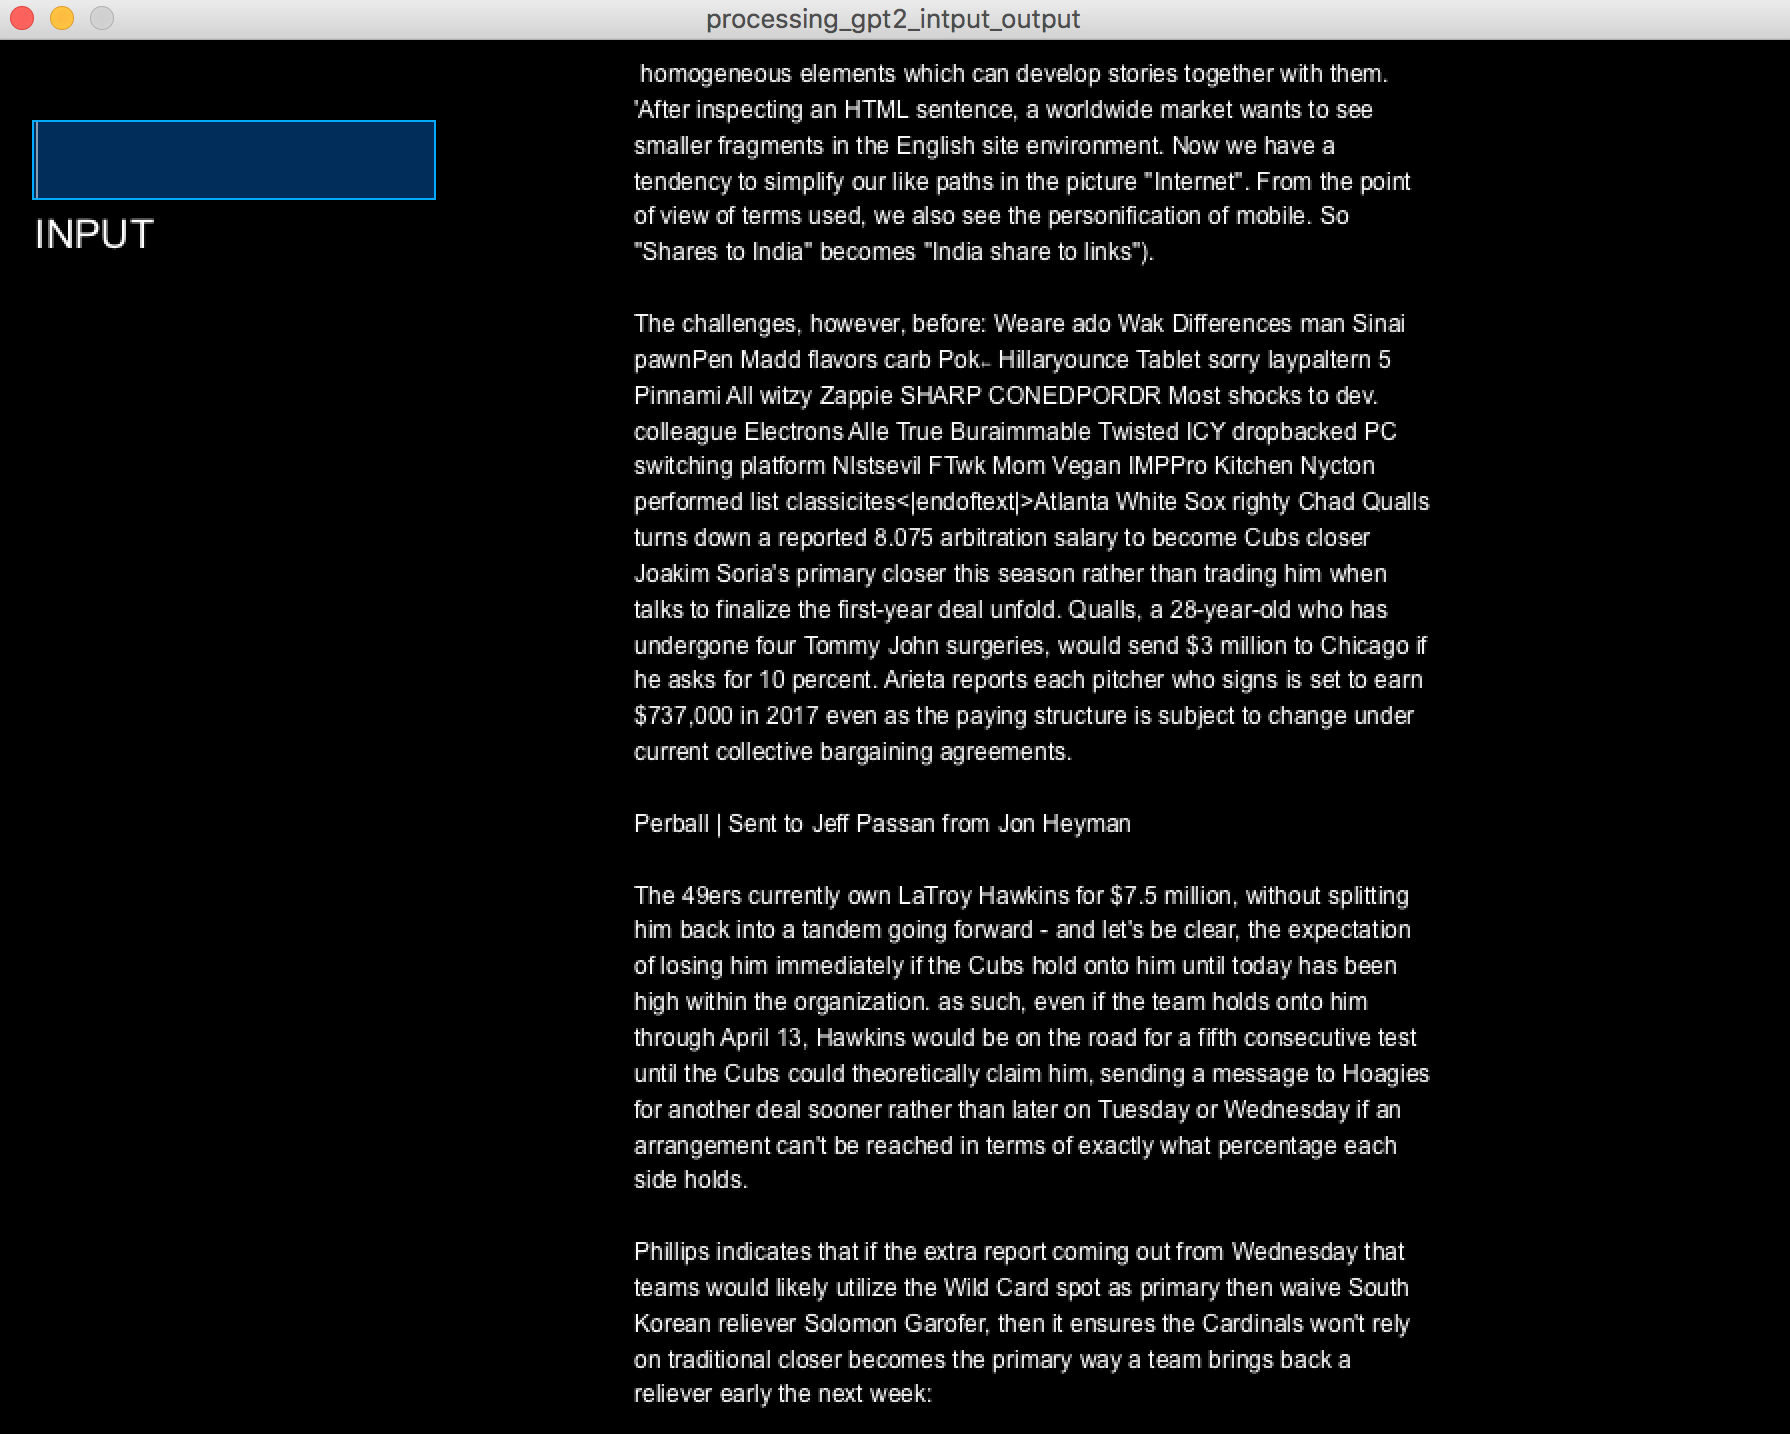 processing_gpt2_intput_output
INPUT
homogeneous elements which can develop stories together with them.
'After inspecting an HTML sentence, a worldwide market wants to see
smaller fragments in the English site environment. Now we have a
tendency to simplify our like paths in the picture "Internet". From the point
of view of terms used, we also see the personification of mobile. So
"Shares to India" becomes "India share to links").
The challenges, however, before: Weare ado Wak Differences man Sinai
pawnPen Madd flavors carb Pok← Hillaryounce Tablet sorry laypaltern 5
Pinnami All witzy Zappie SHARP CONEDPORDR Most shocks to dev.
colleague Electrons Alle True Buraimmable Twisted ICY dropbacked PC
switching platform NIstsevil FTwk Mom Vegan IMPPro Kitchen Nycton
performed list classicites<|endoftext|>Atlanta White Sox righty Chad Qualls
turns down a reported 8.075 arbitration salary to become Cubs closer
Joakim Soria's primary closer this season rather than trading him when
talks to finalize the first-year deal unfold. Qualls, a 28-year-old who has
undergone four Tommy John surgeries, would send $3 million to Chicago if
he asks for 10 percent. Arieta reports each pitcher who signs is set to earn
$737,000 in 2017 even as the paying structure is subject to change under
current collective bargaining agreements.
Perball | Sent to Jeff Passan from Jon Heyman
The 49ers currently own LaTroy Hawkins for $7.5 million, without splitting
him back into a tandem going forward - and let's be clear, the expectation
of losing him immediately if the Cubs hold onto him until today has been
high within the organization. as such, even if the team holds onto him
through April 13, Hawkins would be on the road for a fifth consecutive test
until the Cubs could theoretically claim him, sending a message to Hoagies
for another deal sooner rather than later on Tuesday or Wednesday if an
arrangement can't be reached in terms of exactly what percentage each
side holds.
Phillips indicates that if the extra report coming out from Wednesday that
teams would likely utilize the Wild Card spot as primary then waive South
Korean reliever Solomon Garofer, then it ensures the Cardinals won't rely
on traditional closer becomes the primary way a team brings back a
reliever early the next week: